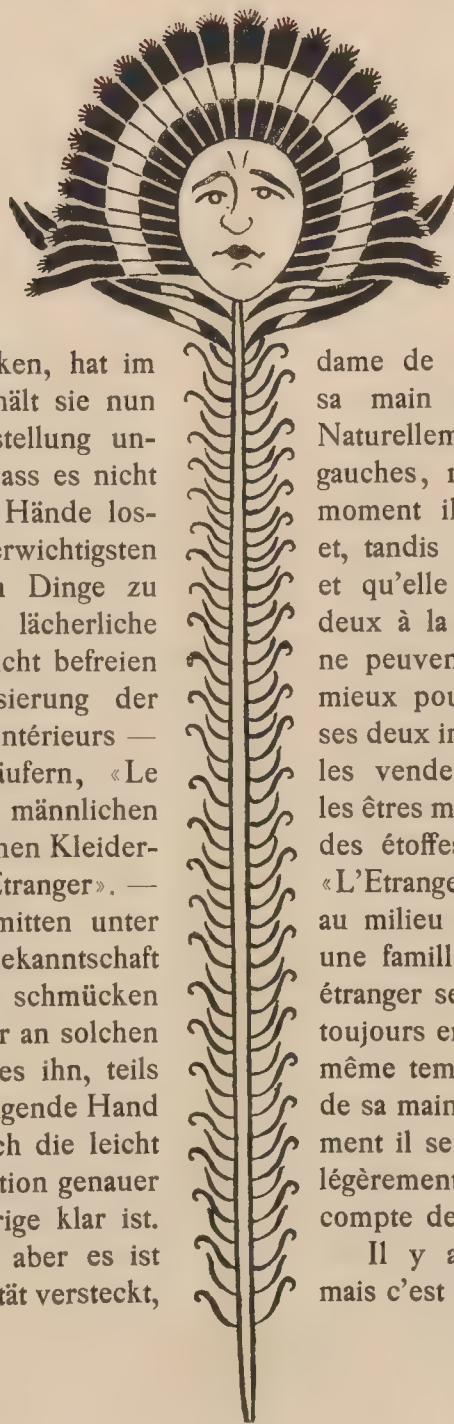 ken, hat im
hält sie nun
stellung un-
ass es nicht
Hände los-
erwichtigsten
Dinge zu
lächerliche
icht befreien
sierung der
ntérieurs —
äufern, «Le
männlichen
nen Kleider-
Etranger». —
mitten unter
ekanntschaft
schmücken
r an solchen
es ihn, teils
gende Hand
ch die leicht
tion genauer
rige klar ist.
aber es ist
tät versteckt,
dame de
sa main
Naturellem
gauches,
moment il
et, tandis
et qu'elle
deux à la
ne peuven
mieux pou
ses deux in
les vende
les êtres m
des étoffes
«L'Etrange
au milieu
une famill
étranger se
toujours en
même temp
de sa main
ment il se
légèrement
compte de
Il y a
mais c'est